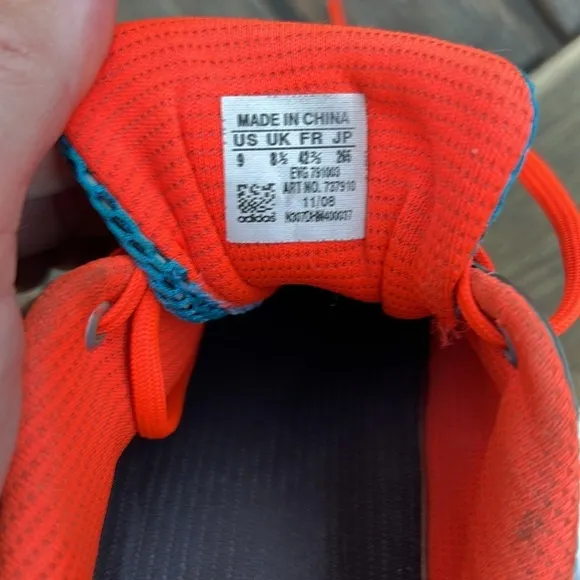 MADE IN CHINA
US UK FR JP
9 8½ 42⅔ 265
EVG 791003
ART NO. 737910
11/08
adidas N307CHM400037